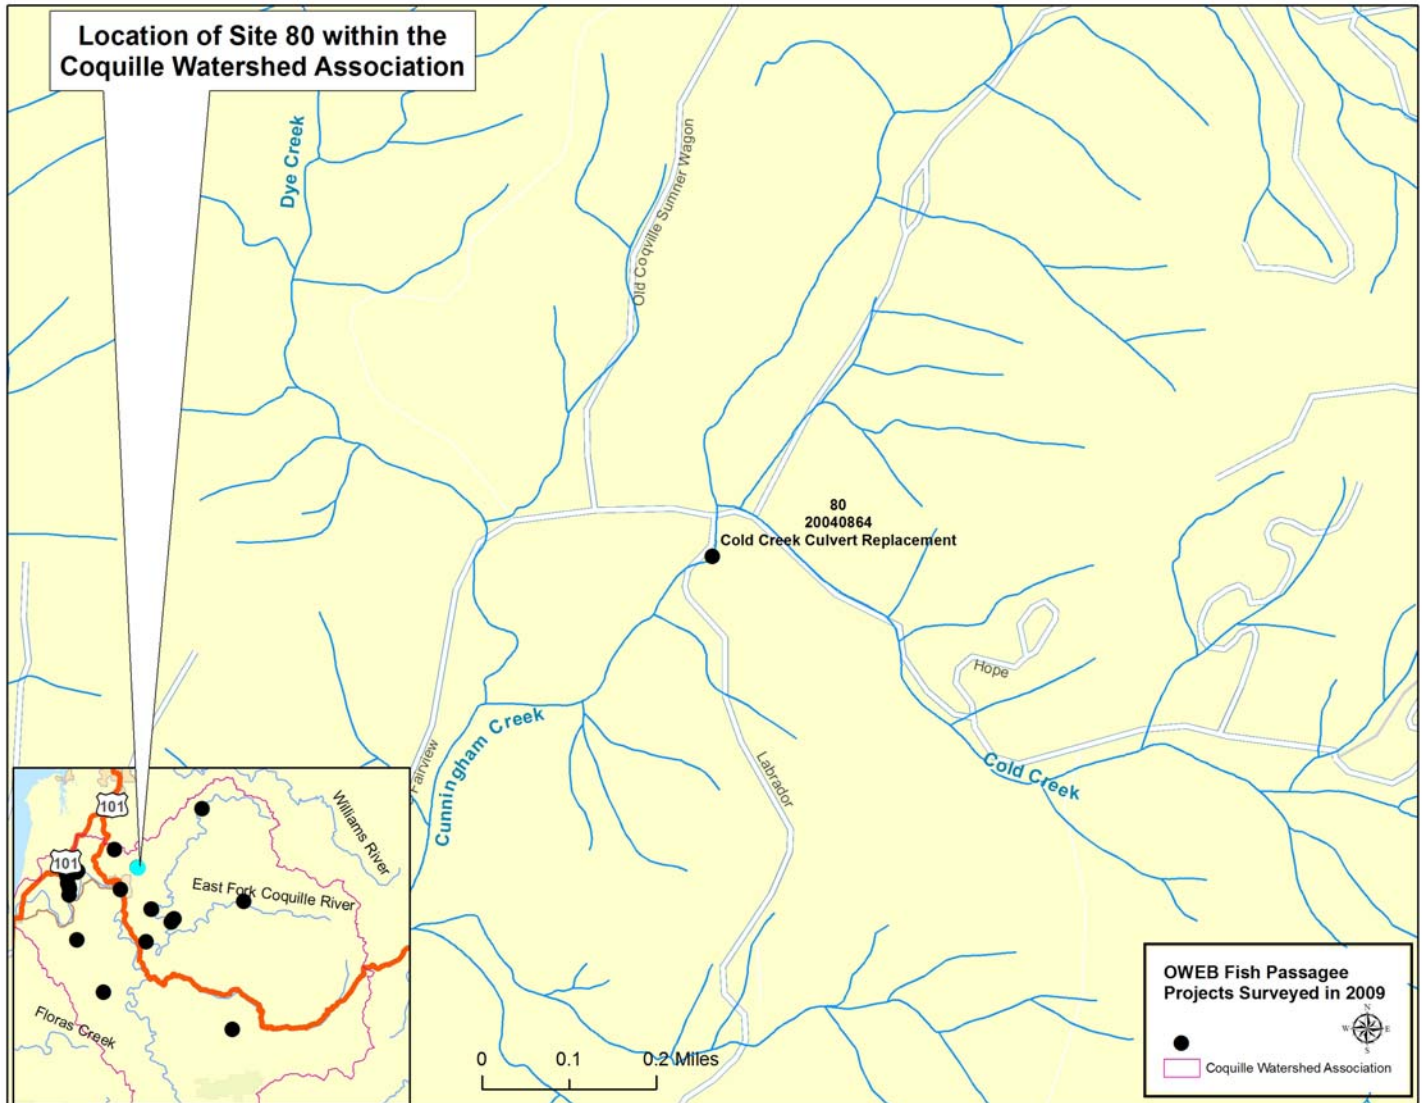 Location of Site 80 within the
Coquille Watershed Association
Dye Creek
Old Coqville Sumner Wagon
80
20040864
Cold Creek Culvert Replacement
Hope
Cold Creek
Labrador
Fairview
Cunningham Creek
101
101
Williams River
East Fork Coquille River
Floras Creek
0 0.1 0.2 Miles
OWEB Fish Passagee
Projects Surveyed in 2009
N
W E
S
Coquille Watershed Association